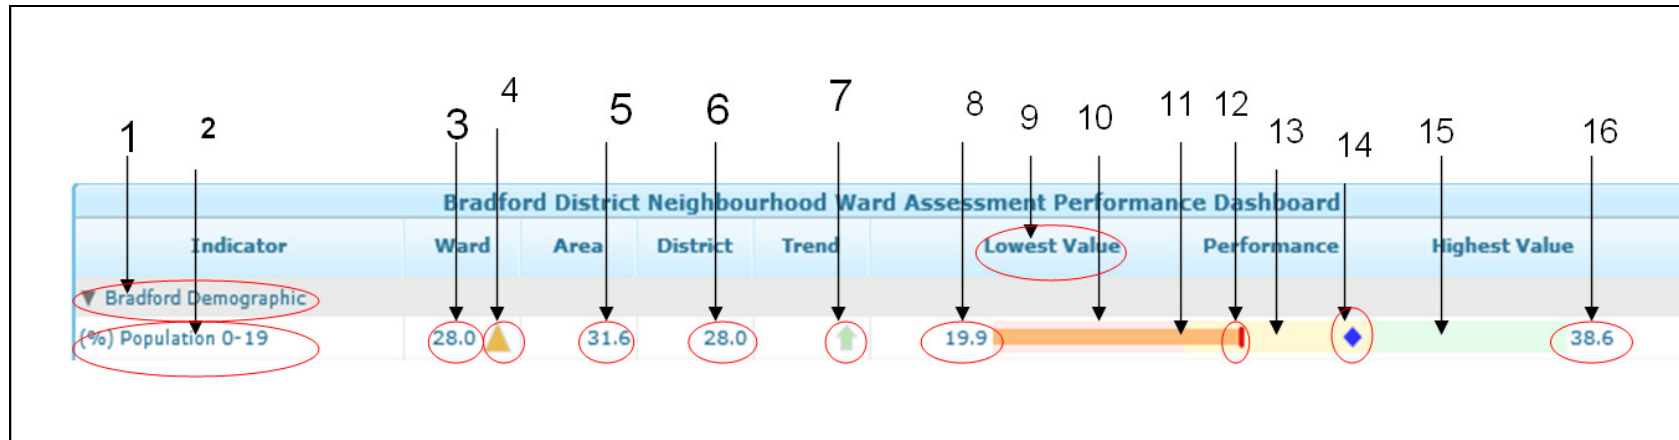 1 2 3 4 5 6 7 8 9 10 11 12 13 14 15 16
Bradford District Neighbourhood Ward Assessment Performance Dashboard
Indicator Ward Area District Trend Lowest Value Performance Highest Value
Bradford Demographic
(%) Population 0-19 28.0 31.6 28.0 19.9 38.6